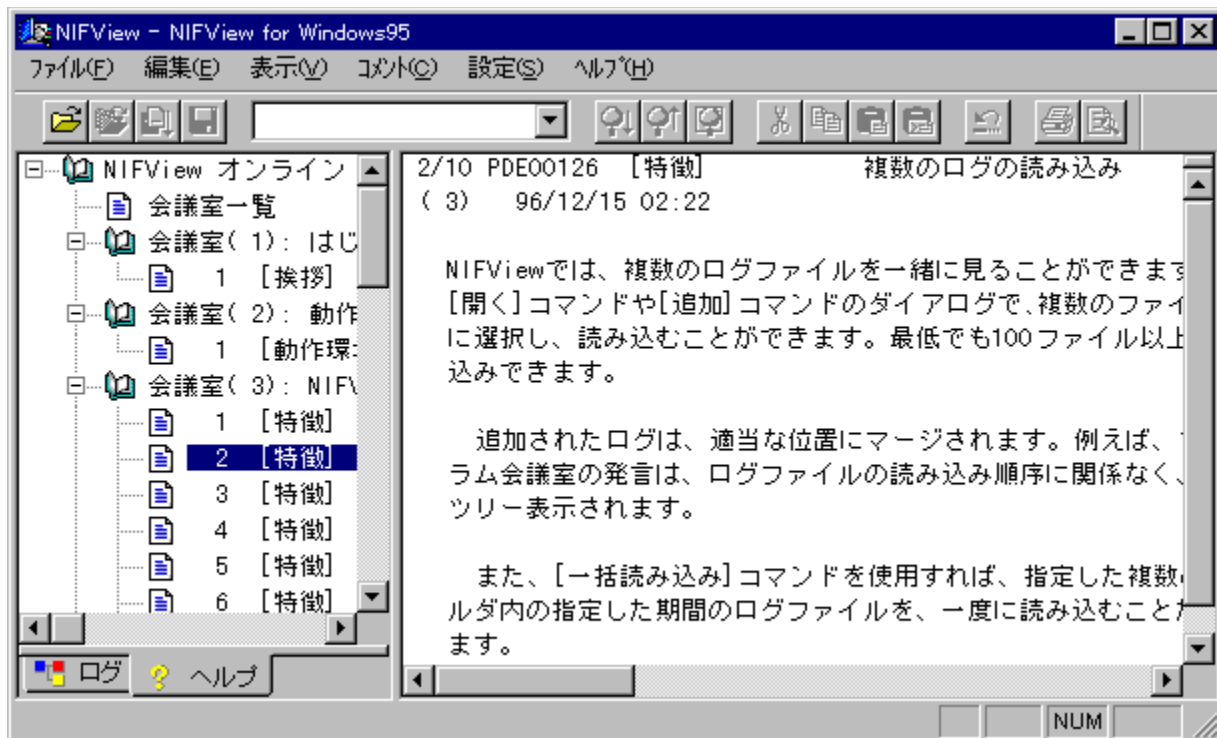 NIFView - NIFView for Windows95
ファイル(F) 編集(E) 表示(V) コメント(C) 設定(S) ヘルプ(H)
NIFView オンライン
会議室一覧
会議室( 1): はじ
1 [挨拶]
会議室( 2): 動作
1 [動作環
会議室( 3): NIFV
1 [特徴]
2 [特徴]
3 [特徴]
4 [特徴]
5 [特徴]
6 [特徴]
ログ ヘルプ
2/10 PDE00126 [特徴] 複数のログの読み込み
( 3) 96/12/15 02:22
NIFViewでは、複数のログファイルを一緒に見ることができます
[開く]コマンドや[追加]コマンドのダイアログで、複数のファイ
に選択し、読み込むことができます。最低でも100ファイル以上
込みできます。
追加されたログは、適当な位置にマージされます。例えば、
ラム会議室の発言は、ログファイルの読み込み順序に関係なく、
ツリー表示されます。
また、[一括読み込み]コマンドを使用すれば、指定した複数
ルダ内の指定した期間のログファイルを、一度に読み込むこと
ます。
NUM